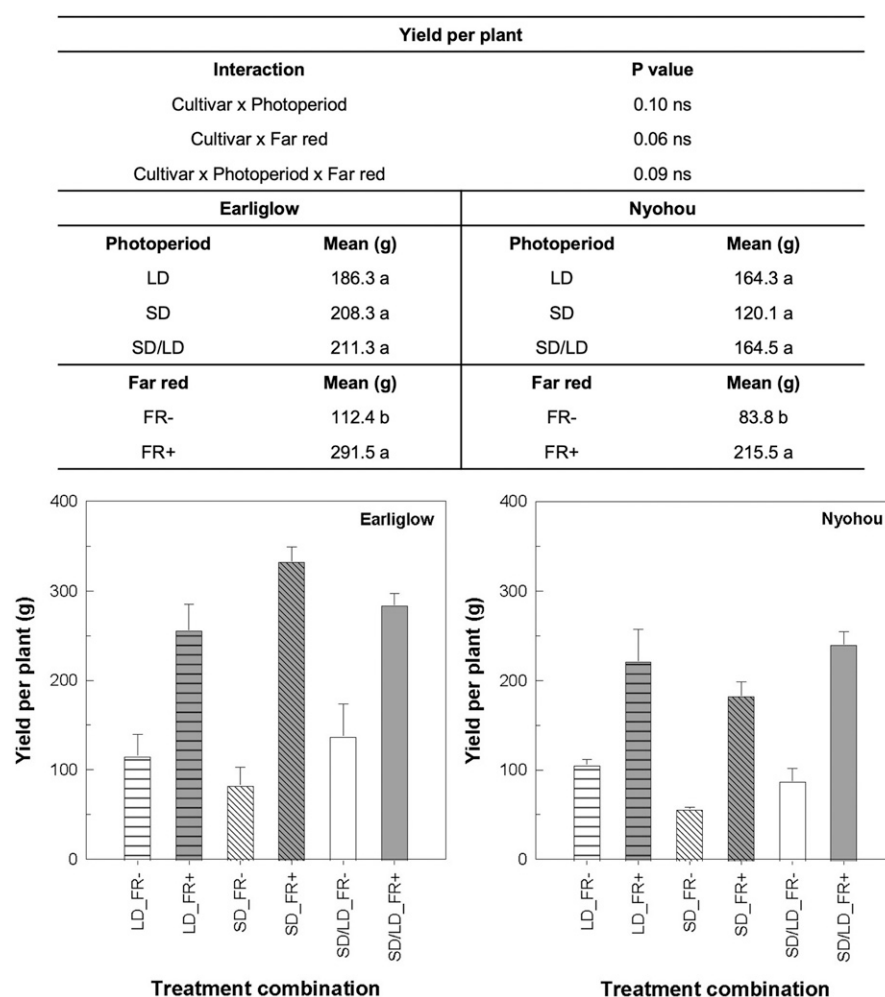 Yield per plant
Interaction P value
Cultivar x Photoperiod 0.10 ns
Cultivar x Far red 0.06 ns
Cultivar x Photoperiod x Far red 0.09 ns
Earliglow Nyohou
Photoperiod Mean (g) Photoperiod Mean (g)
LD 186.3 a LD 164.3 a
SD 208.3 a SD 120.1 a
SD/LD 211.3 a SD/LD 164.5 a
Far red Mean (g) Far red Mean (g)
FR- 112.4 b FR- 83.8 b
FR+ 291.5 a FR+ 215.5 a
Earliglow
Yield per plant (g)
400
300
200
100
0
LD_FR-
LD_FR+
SD_FR-
SD_FR+
SD/LD_FR-
SD/LD_FR+
Treatment combination
Nyohou
Yield per plant (g)
400
300
200
100
0
LD_FR-
LD_FR+
SD_FR-
SD_FR+
SD/LD_FR-
SD/LD_FR+
Treatment combination